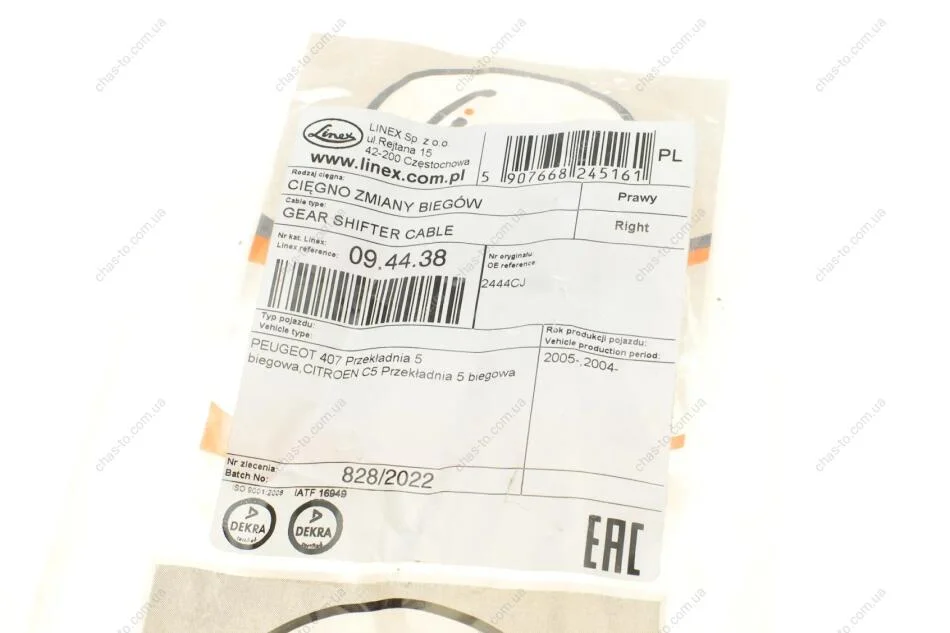 Linex
LINEX Sp. z o.o.
ul.Rejtana 15
42-200 Częstochowa
www.linex.com.pl
5 907668 245161
PL
Rodzaj cięgna:
CIĘGNO ZMIANY BIEGÓW
Prawy
Cable type:
GEAR SHIFTER CABLE
Right
Nr kat. Linex:
Linex reference:
09.44.38
Nr oryginału
OE reference
2444CJ
Typ pojazdu:
Vehicle type:
Rok produkcji pojazdu:
Vehicle production period:
PEUGEOT 407 Przekładnia 5
biegowa,CITROEN C5 Przekładnia 5 biegowa
2005-,2004-
Nr zlecenia:
Batch No:
828/2022
ISO 9001:2008 IATF 16949
DEKRA
DEKRA
EAC
chas-to.com.ua